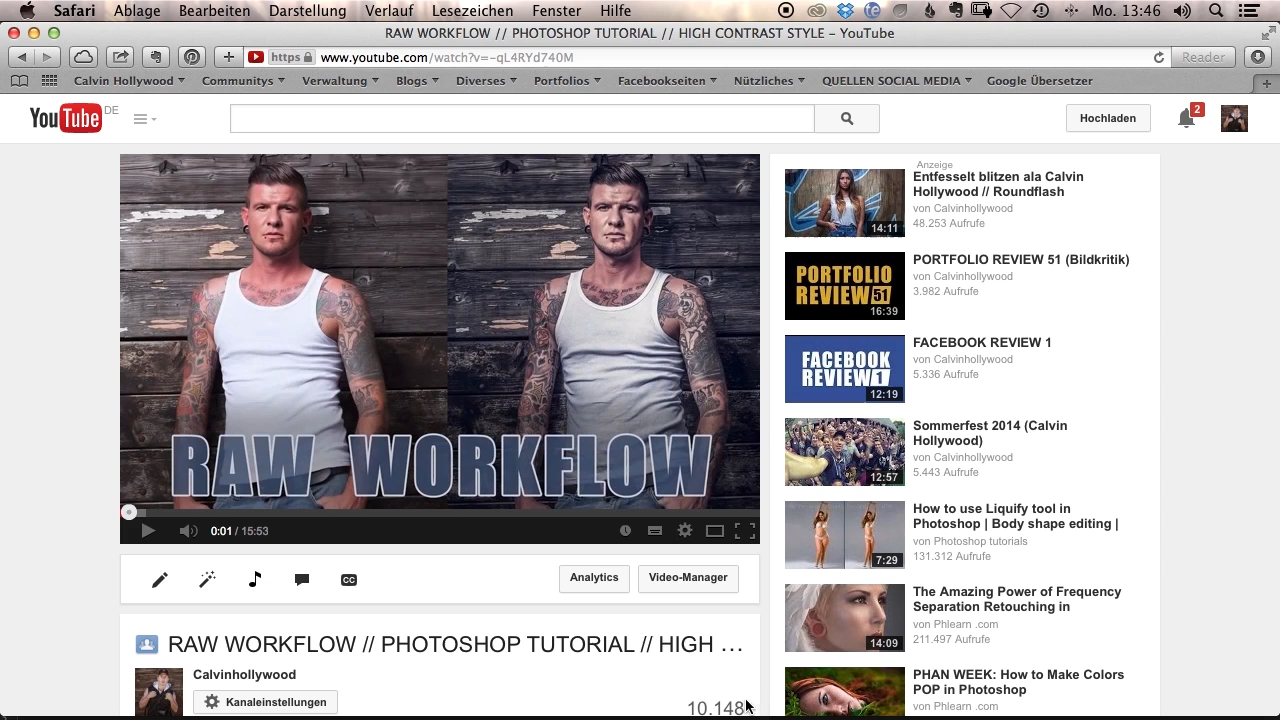 Safari Ablage Bearbeiten Darstellung Verlauf Lesezeichen Fenster Hilfe Mo. 13:46
RAW WORKFLOW // PHOTOSHOP TUTORIAL // HIGH CONTRAST STYLE – YouTube
https www.youtube.com/watch?v=-qL4RYd740M Reader
Calvin Hollywood Communitys Verwaltung Blogs Diverses Portfolios Facebookseiten Nützliches QUELLEN SOCIAL MEDIA Google Übersetzer
YouTube DE
Hochladen
2
RAW WORKFLOW
0:01 / 15:53
CC
Analytics Video-Manager
RAW WORKFLOW // PHOTOSHOP TUTORIAL // HIGH ...
Calvinhollywood
Kanaleinstellungen
10.148
Anzeige
Entfesselt blitzen ala Calvin
Hollywood // Roundflash
von Calvinhollywood
48.253 Aufrufe
14:11
PORTFOLIO
REVIEW 51
16:39
PORTFOLIO REVIEW 51 (Bildkritik)
von Calvinhollywood
3.982 Aufrufe
FACEBOOK
REVIEW 1
12:19
FACEBOOK REVIEW 1
von Calvinhollywood
5.336 Aufrufe
Sommerfest 2014 (Calvin
Hollywood)
von Calvinhollywood
5.443 Aufrufe
12:57
How to use Liquify tool in
Photoshop | Body shape editing |
von Photoshop tutorials
131.312 Aufrufe
7:29
The Amazing Power of Frequency
Separation Retouching in
von Phlearn .com
211.497 Aufrufe
14:09
PHAN WEEK: How to Make Colors
POP in Photoshop
von Phlearn .com